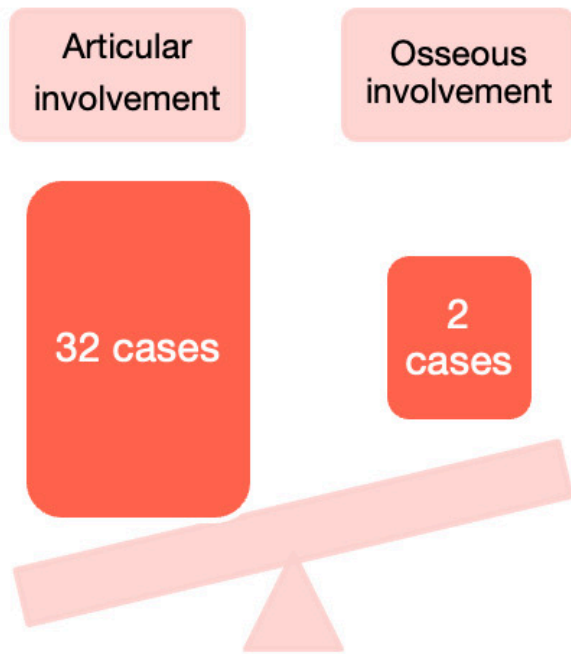 Articular
involvement
Osseous
involvement
32 cases
2
cases